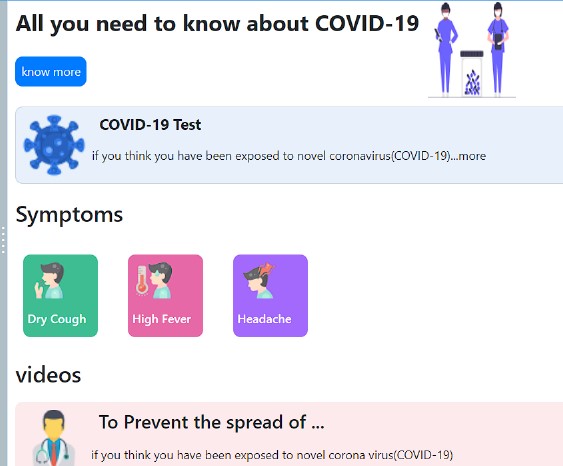 All you need to know about COVID-19
know more
COVID-19 Test
if you think you have been exposed to novel coronavirus(COVID-19)...more
Symptoms
Dry Cough
High Fever
Headache
videos
To Prevent the spread of ...
if you think you have been exposed to novel corona virus(COVID-19)